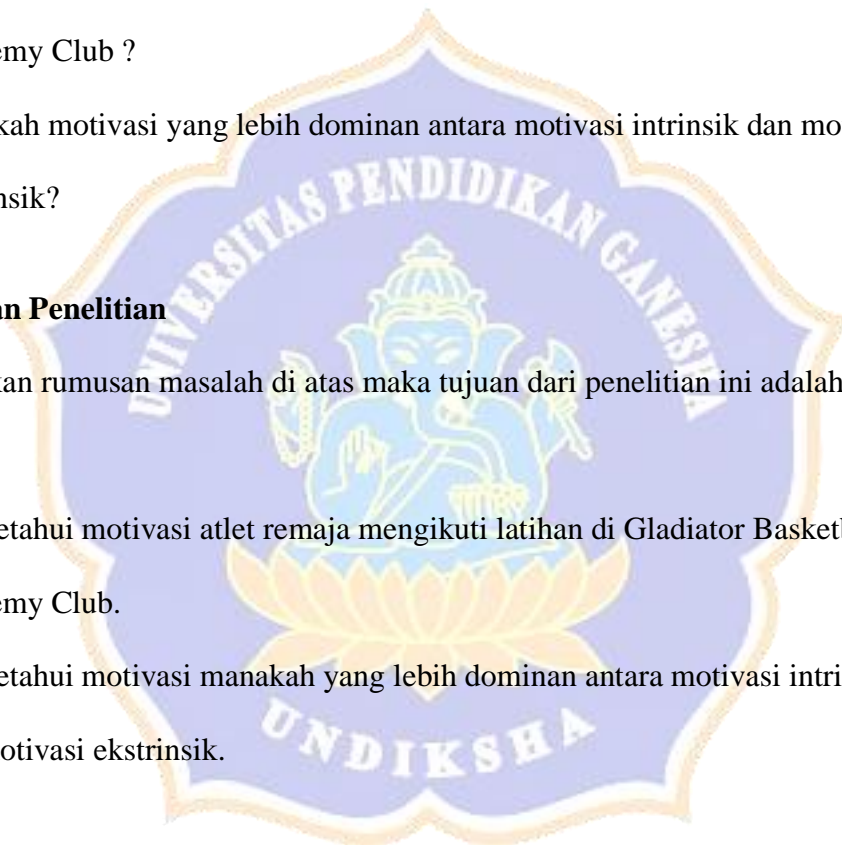 emy Club ?
kah motivasi yang lebih dominan antara motivasi intrinsik dan mo
nsik?
an Penelitian
kan rumusan masalah di atas maka tujuan dari penelitian ini adalah
etahui motivasi atlet remaja mengikuti latihan di Gladiator Basketb
emy Club.
etahui motivasi manakah yang lebih dominan antara motivasi intri
otivasi ekstrinsik.
UNIVERSITAS PENDIDIKAN GANESHA
UNDIKSHA